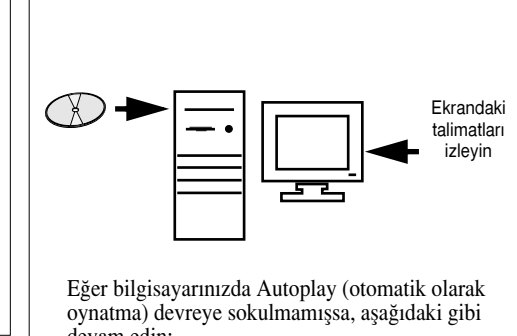 Ekrandaki
talimatları
izleyin
Eğer bilgisayarınızda Autoplay (otomatik olarak
oynatma) devreye sokulmamışsa, aşağıdaki gibi
devam edin: